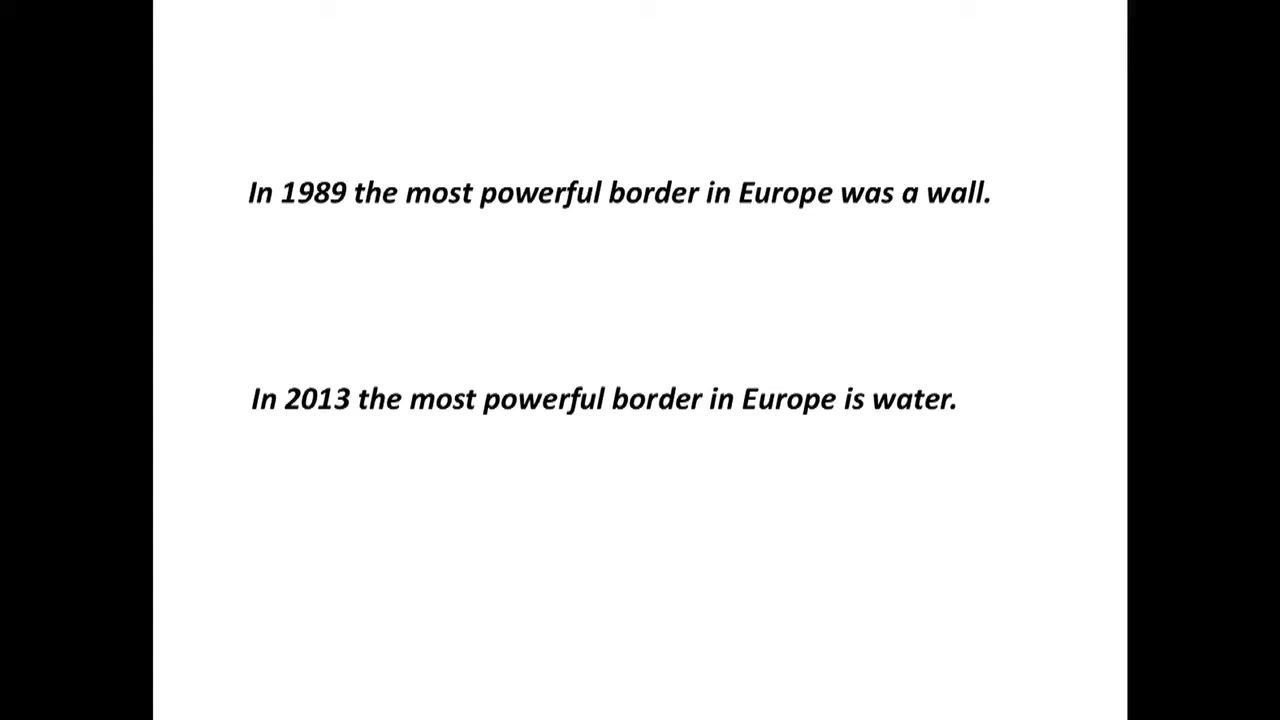 In 1989 the most powerful border in Europe was a wall.
In 2013 the most powerful border in Europe is water.